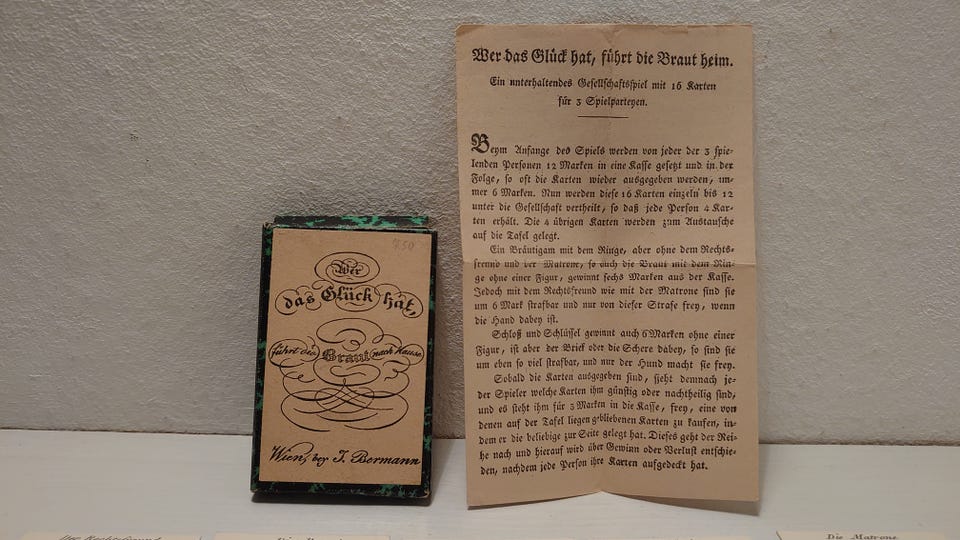 Wer
das Glück hat,
führt die Braut nach Hause
Wien, bey J. Bermann
Wer das Glück hat, führt die Braut heim.
Ein unterhaltendes Gesellschaftsspiel mit 16 Karten
für 3 Spielparteyen.
Beym Anfange des Spiels werden von jeder der 3 spie-
lenden Personen 12 Marken in eine Kasse gesetzt und in der
Folge, so oft die Karten wieder ausgegeben werden, im-
mer 6 Marken. Nun werden diese 16 Karten einzeln bis 12
unter die Gesellschaft vertheilt, so daß jede Person 4 Kar-
ten erhält. Die 4 übrigen Karten werden zum Austausche
auf die Tafel gelegt.
Ein Bräutigam mit dem Ringe, aber ohne dem Rechts-
freund und der Matrone, so auch die Braut mit dem Rin-
ge ohne einer Figur, gewinnt sechs Marken aus der Kasse.
Jedoch mit dem Rechtsfreund wie mit der Matrone sind sie
um 6 Mark strafbar und nur von dieser Strafe frey, wenn
die Hand dabey ist.
Schloß und Schlüssel gewinnt auch 6 Marken ohne einer
Figur, ist aber der Brief oder die Schere dabey, so sind sie
um eben so viel strafbar, und nur der Hund macht sie frey.
Sobald die Karten ausgegeben sind, sieht demnach je-
der Spieler welche Karten ihm günstig oder nachtheilig sind,
und es steht ihm für 3 Marken in die Kasse, frey, eine von
denen auf der Tafel liegen gebliebenen Karten zu kaufen, in-
dem er die beliebige zur Seite gelegt hat. Dieses geht der Rei-
he nach und hierauf wird über Gewinn oder Verlust entschie-
den, nachdem jede Person ihre Karten aufgedeckt hat.
Die Matrone